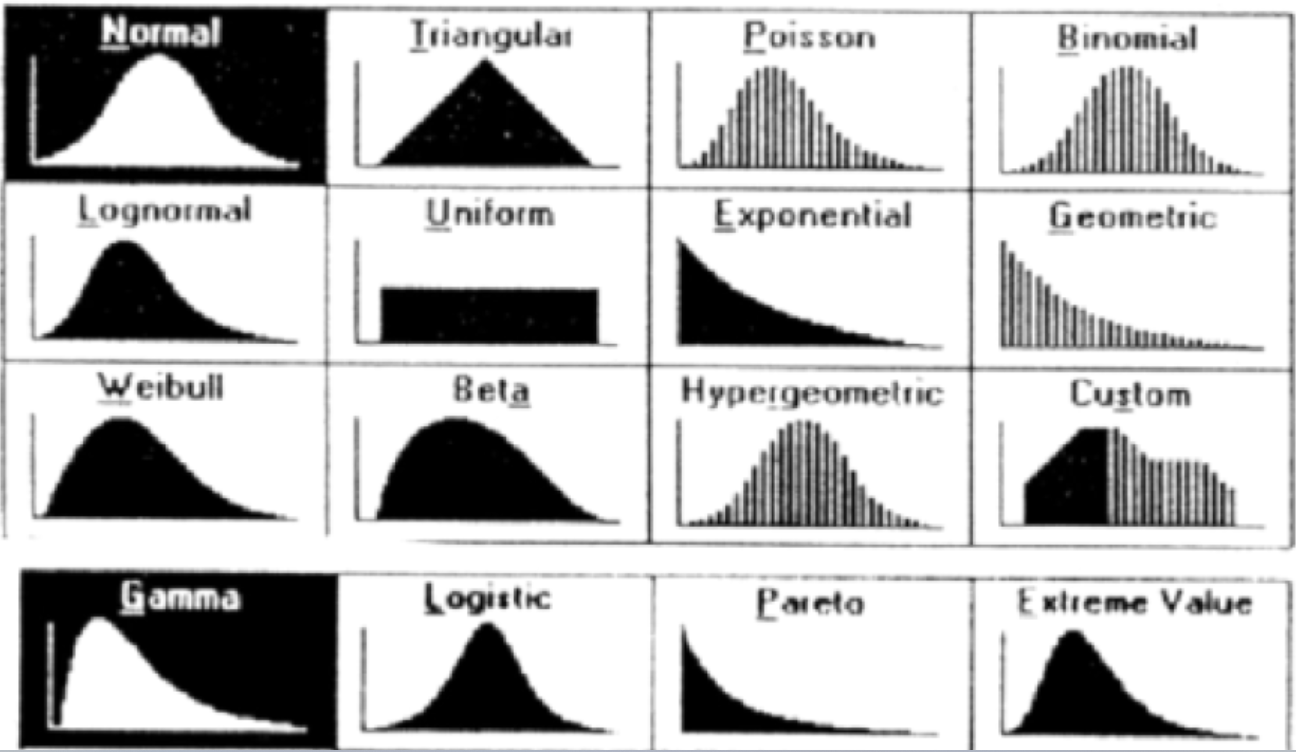 Normal Triangular Poisson Binomial
Lognormal Uniform Exponential Geometric
Weibull Beta Hypergeometric Custom
Gamma Logistic Pareto Extreme Value